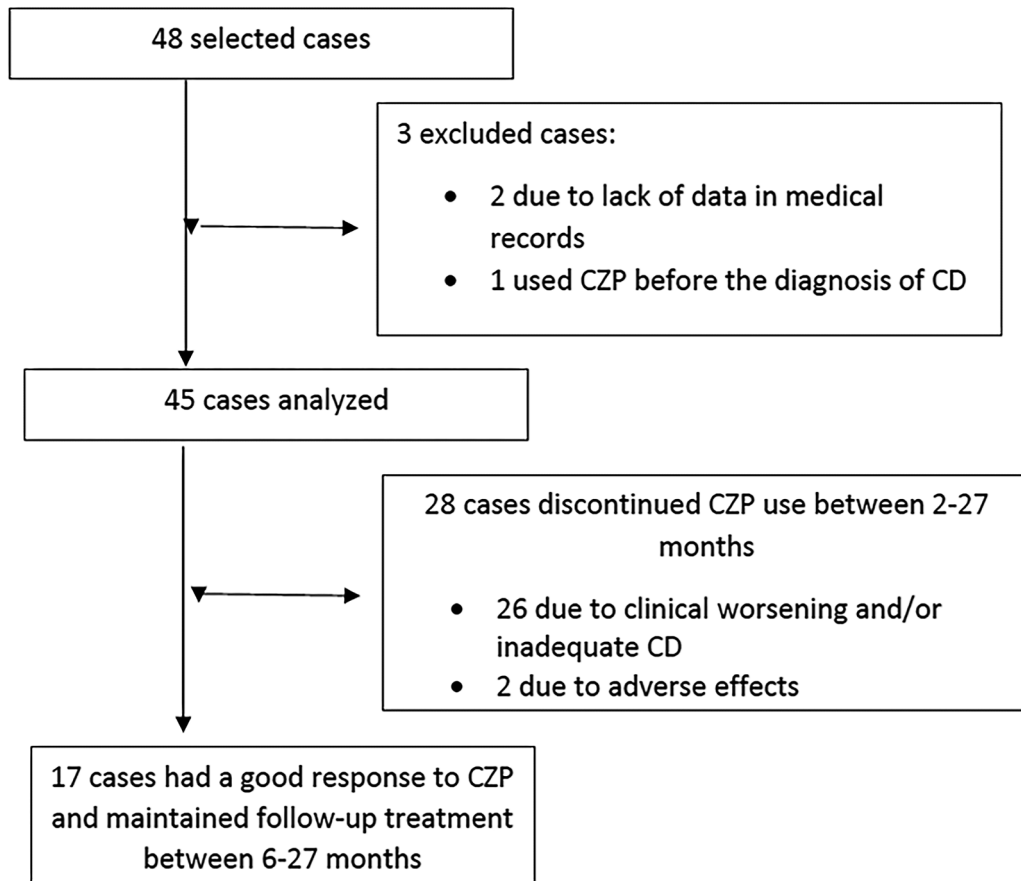 48 selected cases
3 excluded cases:
• 2 due to lack of data in medical
records
• 1 used CZP before the diagnosis of CD
45 cases analyzed
28 cases discontinued CZP use between 2-27
months
• 26 due to clinical worsening and/or
inadequate CD
• 2 due to adverse effects
17 cases had a good response to CZP
and maintained follow-up treatment
between 6-27 months